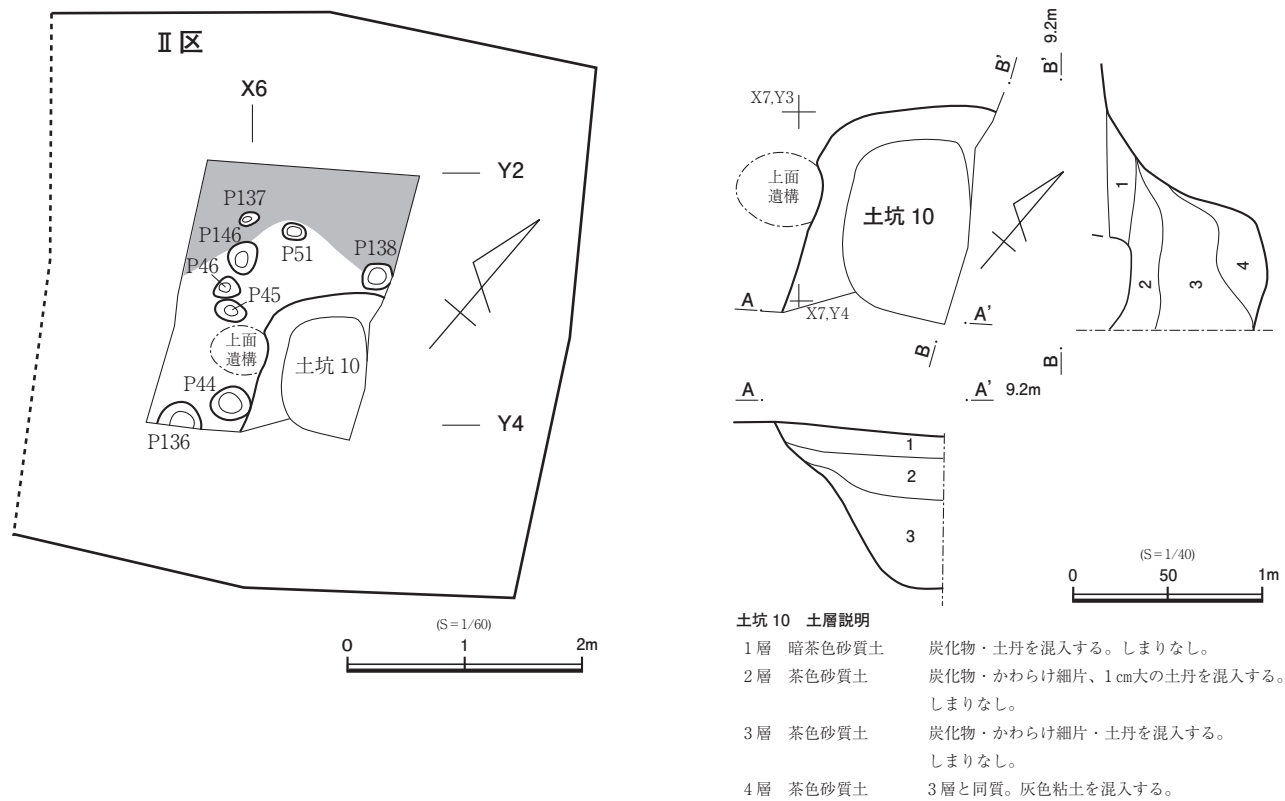 Ⅱ区
X6
Y2
P137
P146
P51
P138
P46
P45
上面
遺構
土坑 10
P44
P136
Y4
(S=1/60)
0 1 2m
X7,Y3
上面
遺構
土坑 10
X7,Y4
A
A'
B
B'
B' 9.2m
1
2
3
4
B
A
A' 9.2m
1
2
3
(S=1/40)
0 50 1m
土坑 10 土層説明
1層 暗茶色砂質土 炭化物・土丹を混入する。しまりなし。
2層 茶色砂質土 炭化物・かわらけ細片、1㎝大の土丹を混入する。
しまりなし。
3層 茶色砂質土 炭化物・かわらけ細片・土丹を混入する。
しまりなし。
4層 茶色砂質土 3層と同質。灰色粘土を混入する。